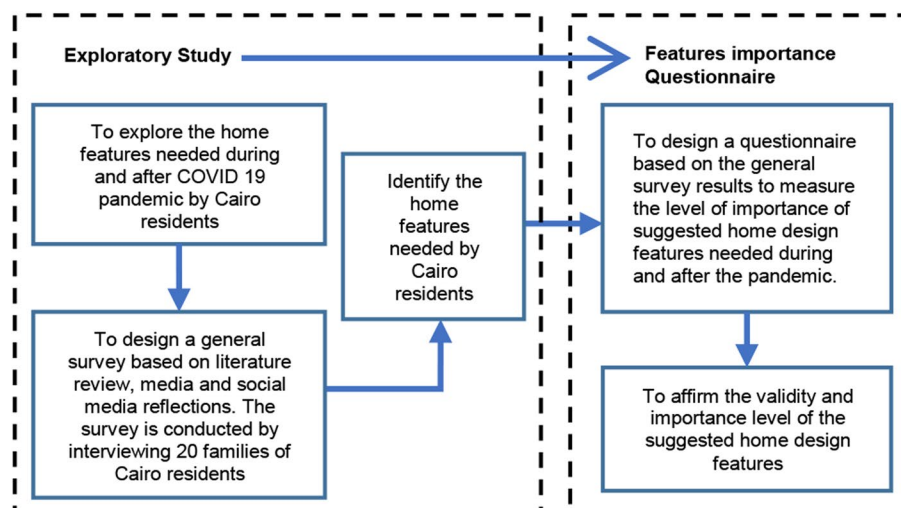 Exploratory Study
To explore the home
features needed during
and after COVID 19
pandemic by Cairo
residents
To design a general
survey based on literature
review, media and social
media reflections. The
survey is conducted by
interviewing 20 families of
Cairo residents
Identify the
home
features
needed by
Cairo
residents
Features importance
Questionnaire
To design a questionnaire
based on the general
survey results to measure
the level of importance of
suggested home design
features needed during
and after the pandemic.
To affirm the validity and
importance level of the
suggested home design
features